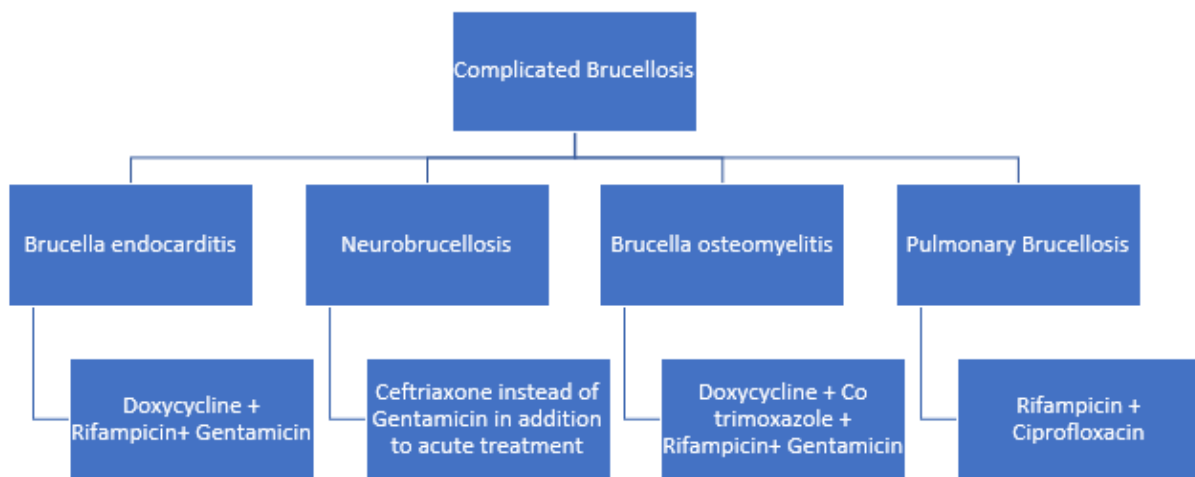 Complicated Brucellosis
Brucella endocarditis
Neurobrucellosis
Brucella osteomyelitis
Pulmonary Brucellosis
Doxycycline +
Rifampicin+ Gentamicin
Ceftriaxone instead of
Gentamicin in addition
to acute treatment
Doxycycline + Co
trimoxazole +
Rifampicin+ Gentamicin
Rifampicin +
Ciprofloxacin